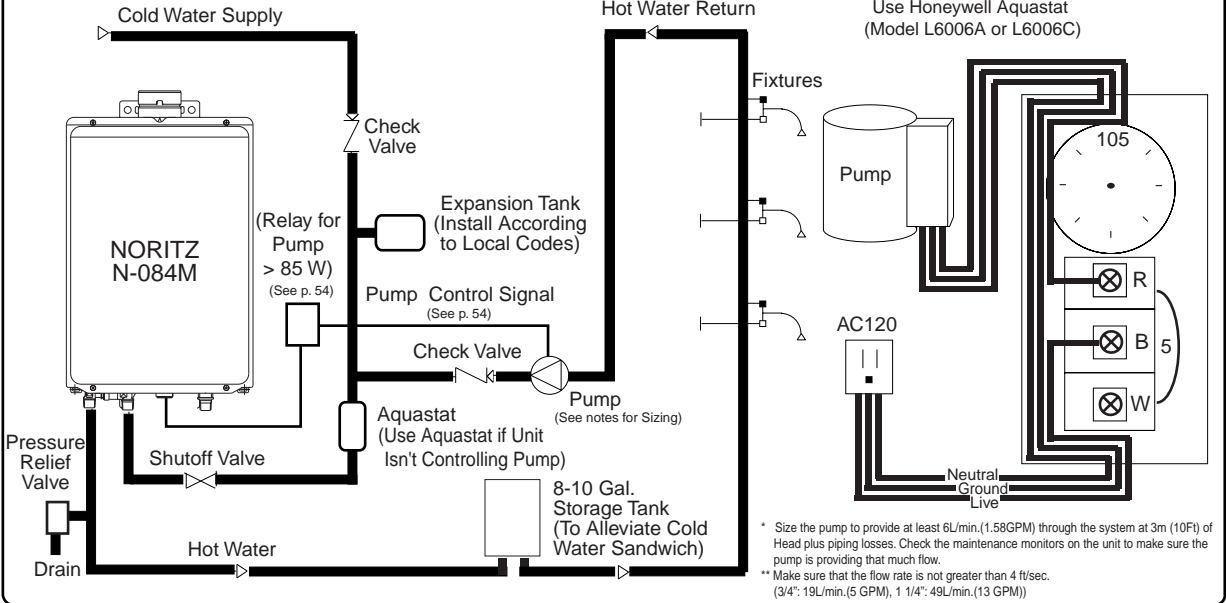 Cold Water Supply
Hot Water Return
Use Honeywell Aquastat
(Model L6006A or L6006C)
Fixtures
Check
Valve
105
Pump
Expansion Tank
(Install According
to Local Codes)
(Relay for
Pump
> 85 W)
(See p. 54)
NORITZ
N-084M
Pump Control Signal
(See p. 54)
R
AC120
B
5
Check Valve
W
Pump
(See notes for Sizing)
Aquastat
(Use Aquastat if Unit
Isn't Controlling Pump)
Pressure
Relief
Valve
Shutoff Valve
Neutral
Ground
Live
8-10 Gal.
Storage Tank
(To Alleviate Cold
Water Sandwich)
Drain
Hot Water
* Size the pump to provide at least 6L/min.(1.58GPM) through the system at 3m (10Ft) of
Head plus piping losses. Check the maintenance monitors on the unit to make sure the
pump is providing that much flow.
** Make sure that the flow rate is not greater than 4 ft/sec.
(3/4": 19L/min.(5 GPM), 1 1/4": 49L/min.(13 GPM))